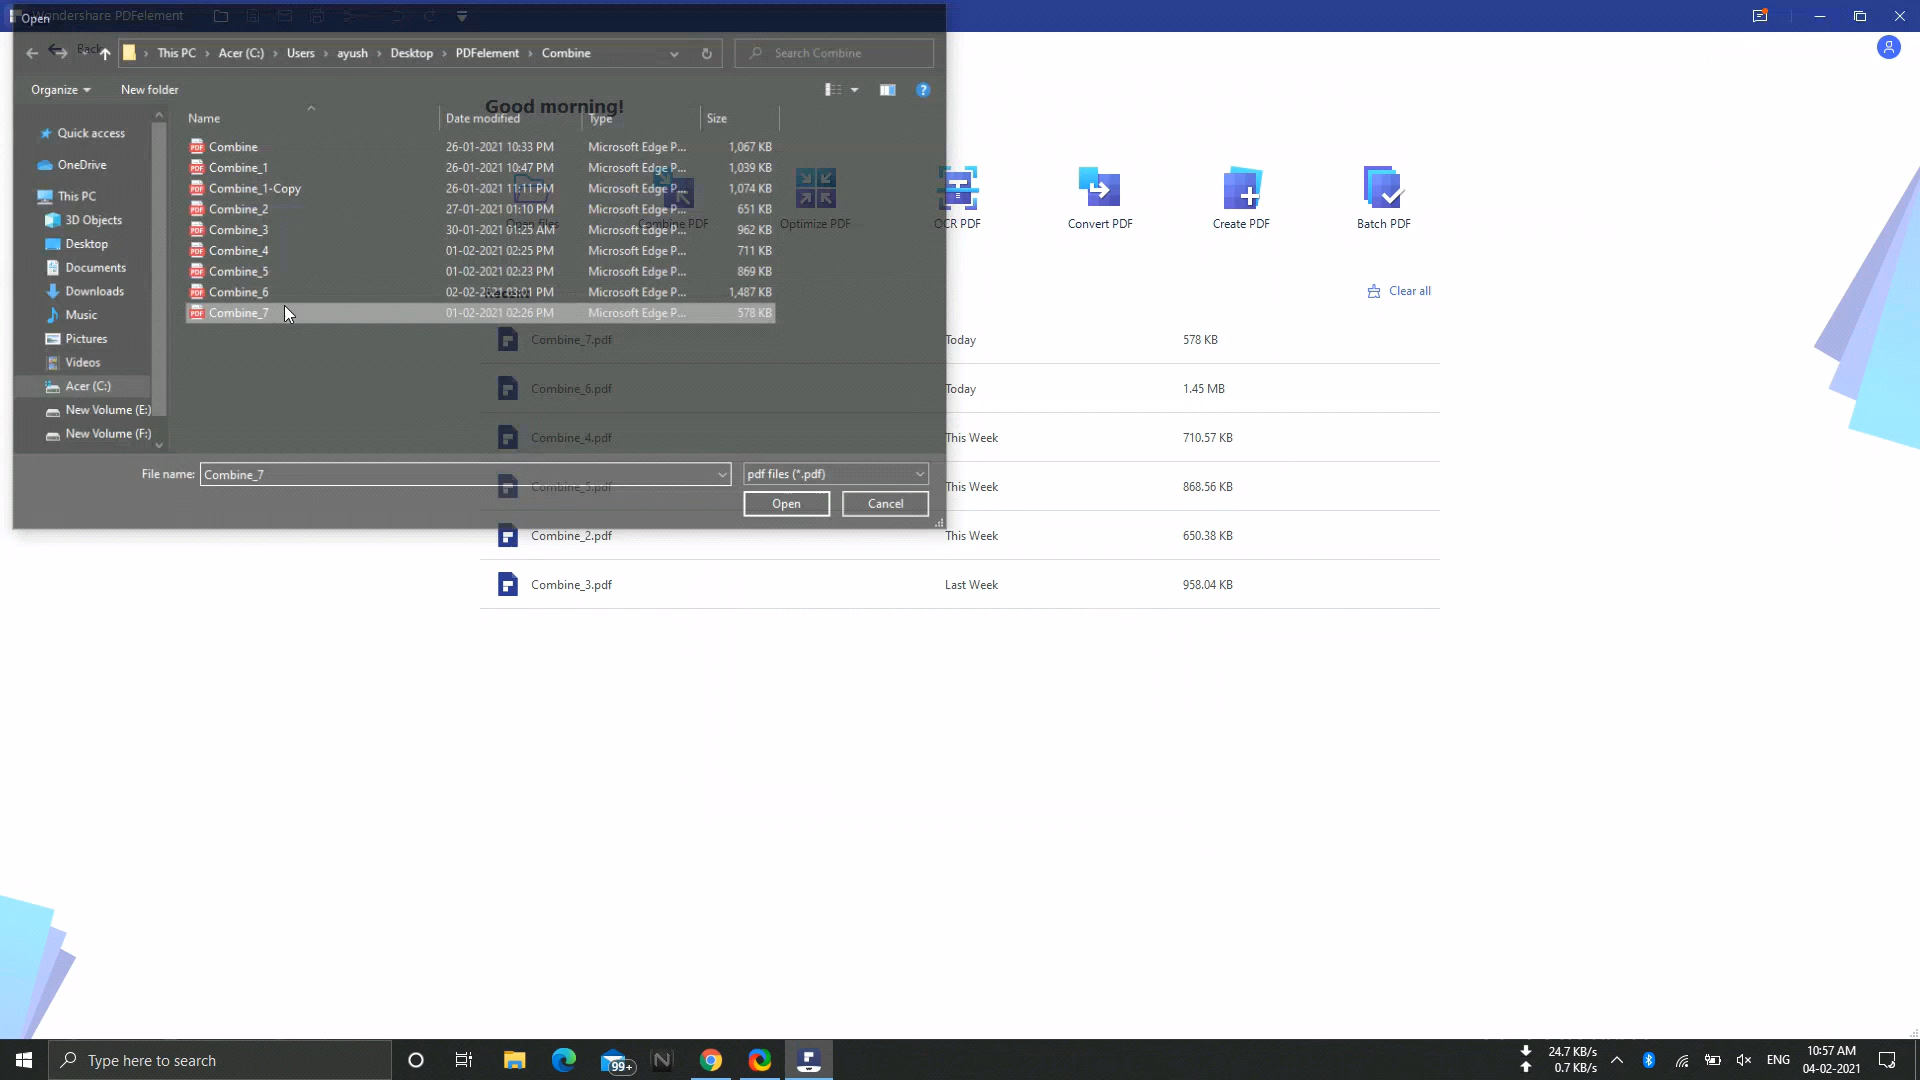 Open
Wondershare PDFelement
Back
This PC › Acer (C:) › Users › ayush › Desktop › PDFelement › Combine
Search Combine
Organize
New folder
Good morning!
Name
Date modified
Type
Size
Quick access
OneDrive
This PC
3D Objects
Desktop
Documents
Downloads
Music
Pictures
Videos
Acer (C:)
New Volume (E:)
New Volume (F:)
Combine 26-01-2021 10:33 PM Microsoft Edge P... 1,067 KB
Combine_1 26-01-2021 10:47 PM Microsoft Edge P... 1,039 KB
Combine_1-Copy 26-01-2021 11:11 PM Microsoft Edge P... 1,074 KB
Combine_2 27-01-2021 01:10 PM Microsoft Edge P... 651 KB
Combine_3 30-01-2021 01:25 AM Microsoft Edge P... 962 KB
Combine_4 01-02-2021 02:25 PM Microsoft Edge P... 711 KB
Combine_5 01-02-2021 02:23 PM Microsoft Edge P... 869 KB
Combine_6 02-02-2021 03:01 PM Microsoft Edge P... 1,487 KB
Combine_7 01-02-2021 02:26 PM Microsoft Edge P... 578 KB
Open files
Combine PDF
Optimize PDF
OCR PDF
Convert PDF
Create PDF
Batch PDF
Clear all
Combine_7.pdf Today 578 KB
Combine_6.pdf Today 1.45 MB
Combine_4.pdf This Week 710.57 KB
Combine_5.pdf This Week 868.56 KB
Combine_2.pdf This Week 650.38 KB
Combine_3.pdf Last Week 958.04 KB
File name: Combine_7
pdf files (*.pdf)
Open
Cancel
Type here to search
99+
24.7 KB/s
0.7 KB/s
ENG
10:57 AM
04-02-2021